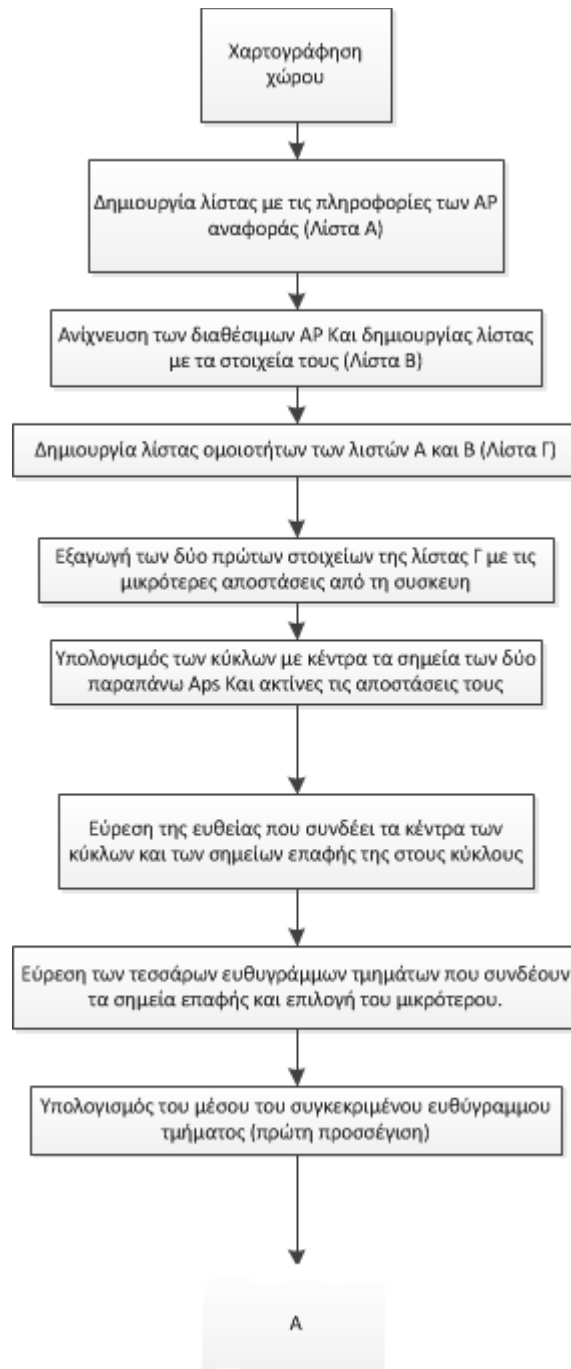 Χαρτογράφηση
χώρου
Δημιουργία λίστας με τις πληροφορίες των AP
αναφοράς (Λίστα Α)
Ανίχνευση των διαθέσιμων AP Και δημιουργίας λίστας
με τα στοιχεία τους (Λίστα Β)
Δημιουργία λίστας ομοιοτήτων των λιστών Α και Β (Λίστα Γ)
Εξαγωγή των δύο πρώτων στοιχείων της λίστας Γ με τις
μικρότερες αποστάσεις από τη συσκευη
Υπολογισμός των κύκλων με κέντρα τα σημεία των δύο
παραπάνω Aps Και ακτίνες τις αποστάσεις τους
Εύρεση της ευθείας που συνδέει τα κέντρα των
κύκλων και των σημείων επαφής της στους κύκλους
Εύρεση των τεσσάρων ευθυγράμμων τμημάτων που συνδέουν
τα σημεία επαφής και επιλογή του μικρότερου.
Υπολογισμός του μέσου του συγκεκριμένου ευθύγραμμου
τμήματος (πρώτη προσσέγιση)
Α